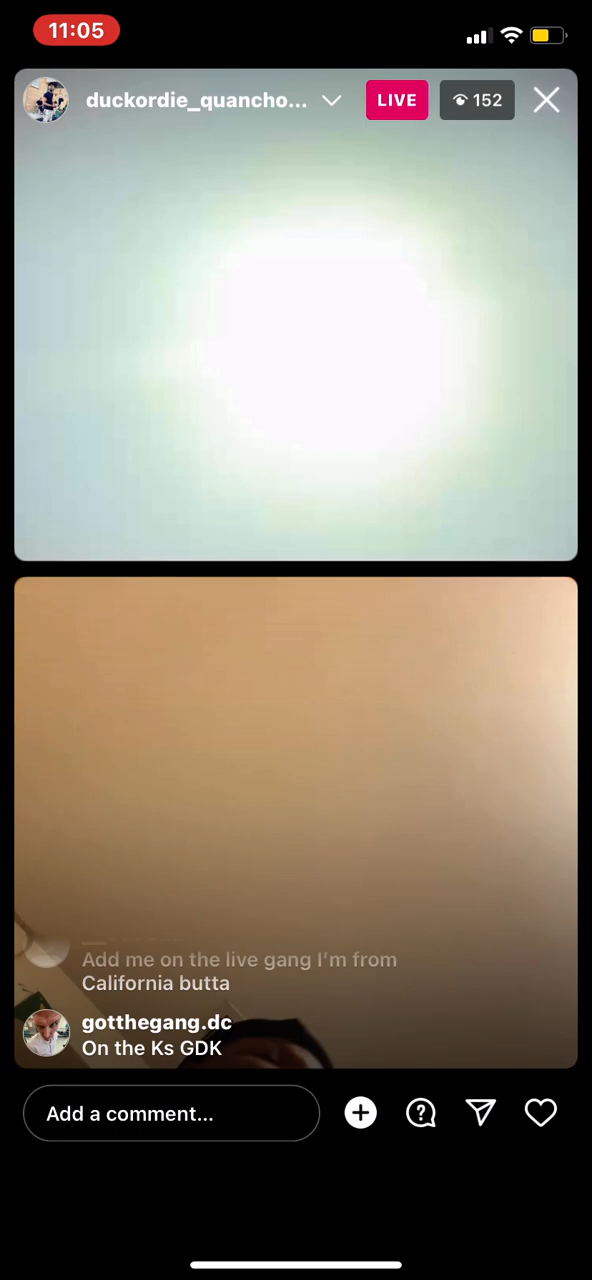 11:05
duckordie_quancho...
LIVE
152
Add me on the live gang I'm from
California butta
gotthegang.dc
On the Ks GDK
Add a comment...